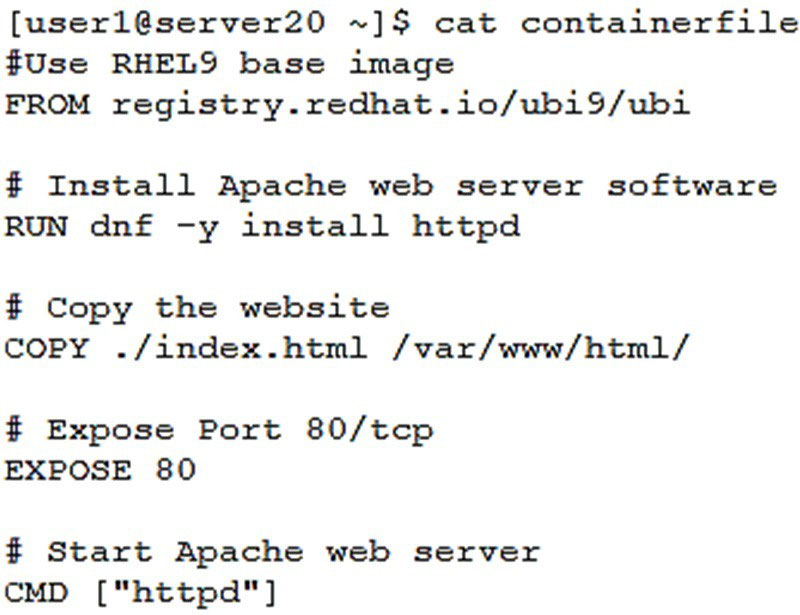 [user1@server20 ~]$ cat containerfile
#Use RHEL9 base image
FROM registry.redhat.io/ubi9/ubi
# Install Apache web server software
RUN dnf -y install httpd
# Copy the website
COPY ./index.html /var/www/html/
# Expose Port 80/tcp
EXPOSE 80
# Start Apache web server
CMD ["httpd"]